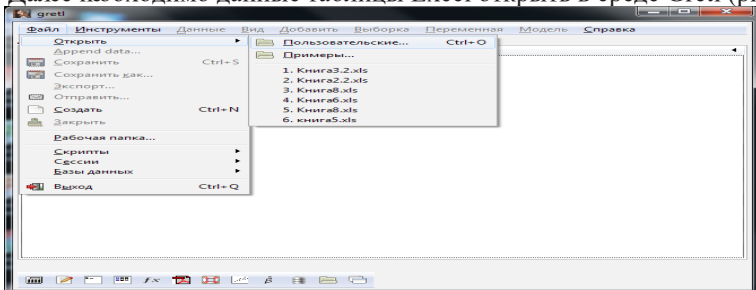 Далее необходимо данные таблицы Excel открыть в среде Gretl
gretl
Файл Инструменты Данные Вид Добавить Выборка Переменная Модель Справка
Открыть
Append data...
Сохранить Ctrl+S
Сохранить как...
Экспорт...
Отправить...
Создать Ctrl+N
Закрыть
Рабочая папка...
Скрипты
Сессии
Базы данных
Выход Ctrl+Q
Пользовательские... Ctrl+O
Примеры...
1. Книга3.2.xls
2. Книга2.2.xls
3. Книга8.xls
4. Книга6.xls
5. Книга8.xls
6. книга5.xls
fx
β